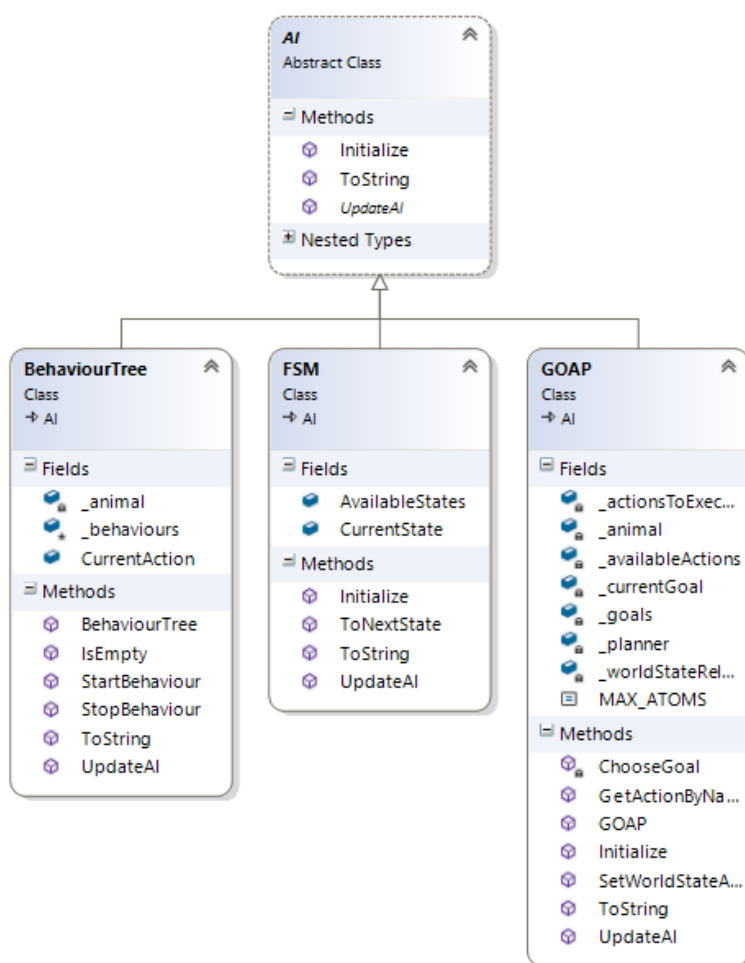 AI
Abstract Class
Methods
Initialize
ToString
UpdateAI
Nested Types
BehaviourTree
Class
AI
Fields
_animal
_behaviours
CurrentAction
Methods
BehaviourTree
IsEmpty
StartBehaviour
StopBehaviour
ToString
UpdateAI
FSM
Class
AI
Fields
AvailableStates
CurrentState
Methods
Initialize
ToNextState
ToString
UpdateAI
GOAP
Class
AI
Fields
_actionsToExec...
_animal
_availableActions
_currentGoal
_goals
_planner
_worldStateRel...
MAX_ATOMS
Methods
ChooseGoal
GetActionByNa...
GOAP
Initialize
SetWorldStateA...
ToString
UpdateAI